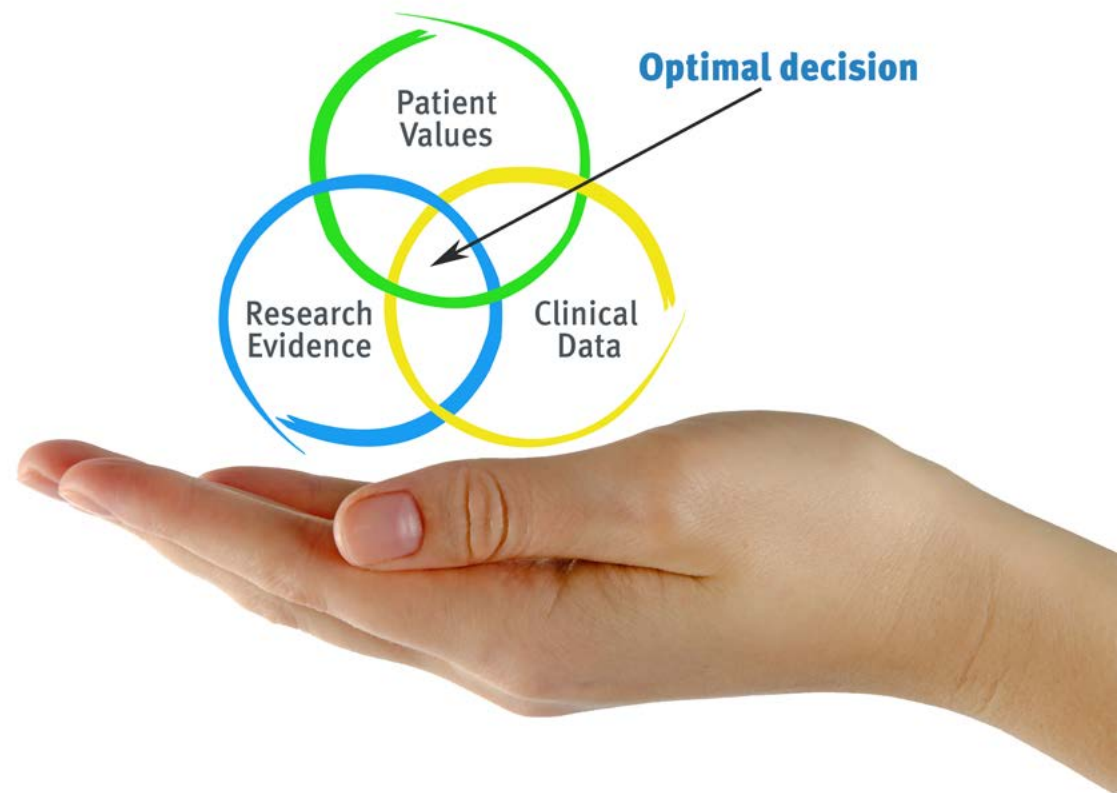 Optimal decision
Patient
Values
Research
Evidence
Clinical
Data